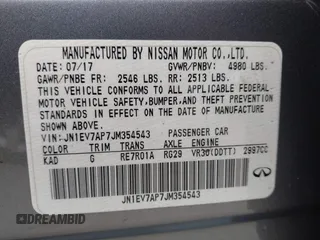 MANUFACTURED BY NISSAN MOTOR CO.,LTD.
DATE 07/17 GVWR/PNBV: 4980 LBS.
GAWR/PNBE FR: 2546 LBS. RR: 2513 LBS.
THIS VEHICLE CONFORMS TO ALL APPLICABLE FEDERAL
MOTOR VEHICLE SAFETY, BUMPER, AND THEFT PREVENTION
STANDARDS IN EFFECT ON THE DATE OF MANUFACTURE
SHOWN ABOVE.
VIN: JN1EV7AP7JM354543 PASSENGER CAR
COLOR TRIM TRANS AXLE ENGINE
KAD G RE7R01A RG29 VR30(DDTT) 2997CC
JN1EV7AP7JM354543
DREAMBID